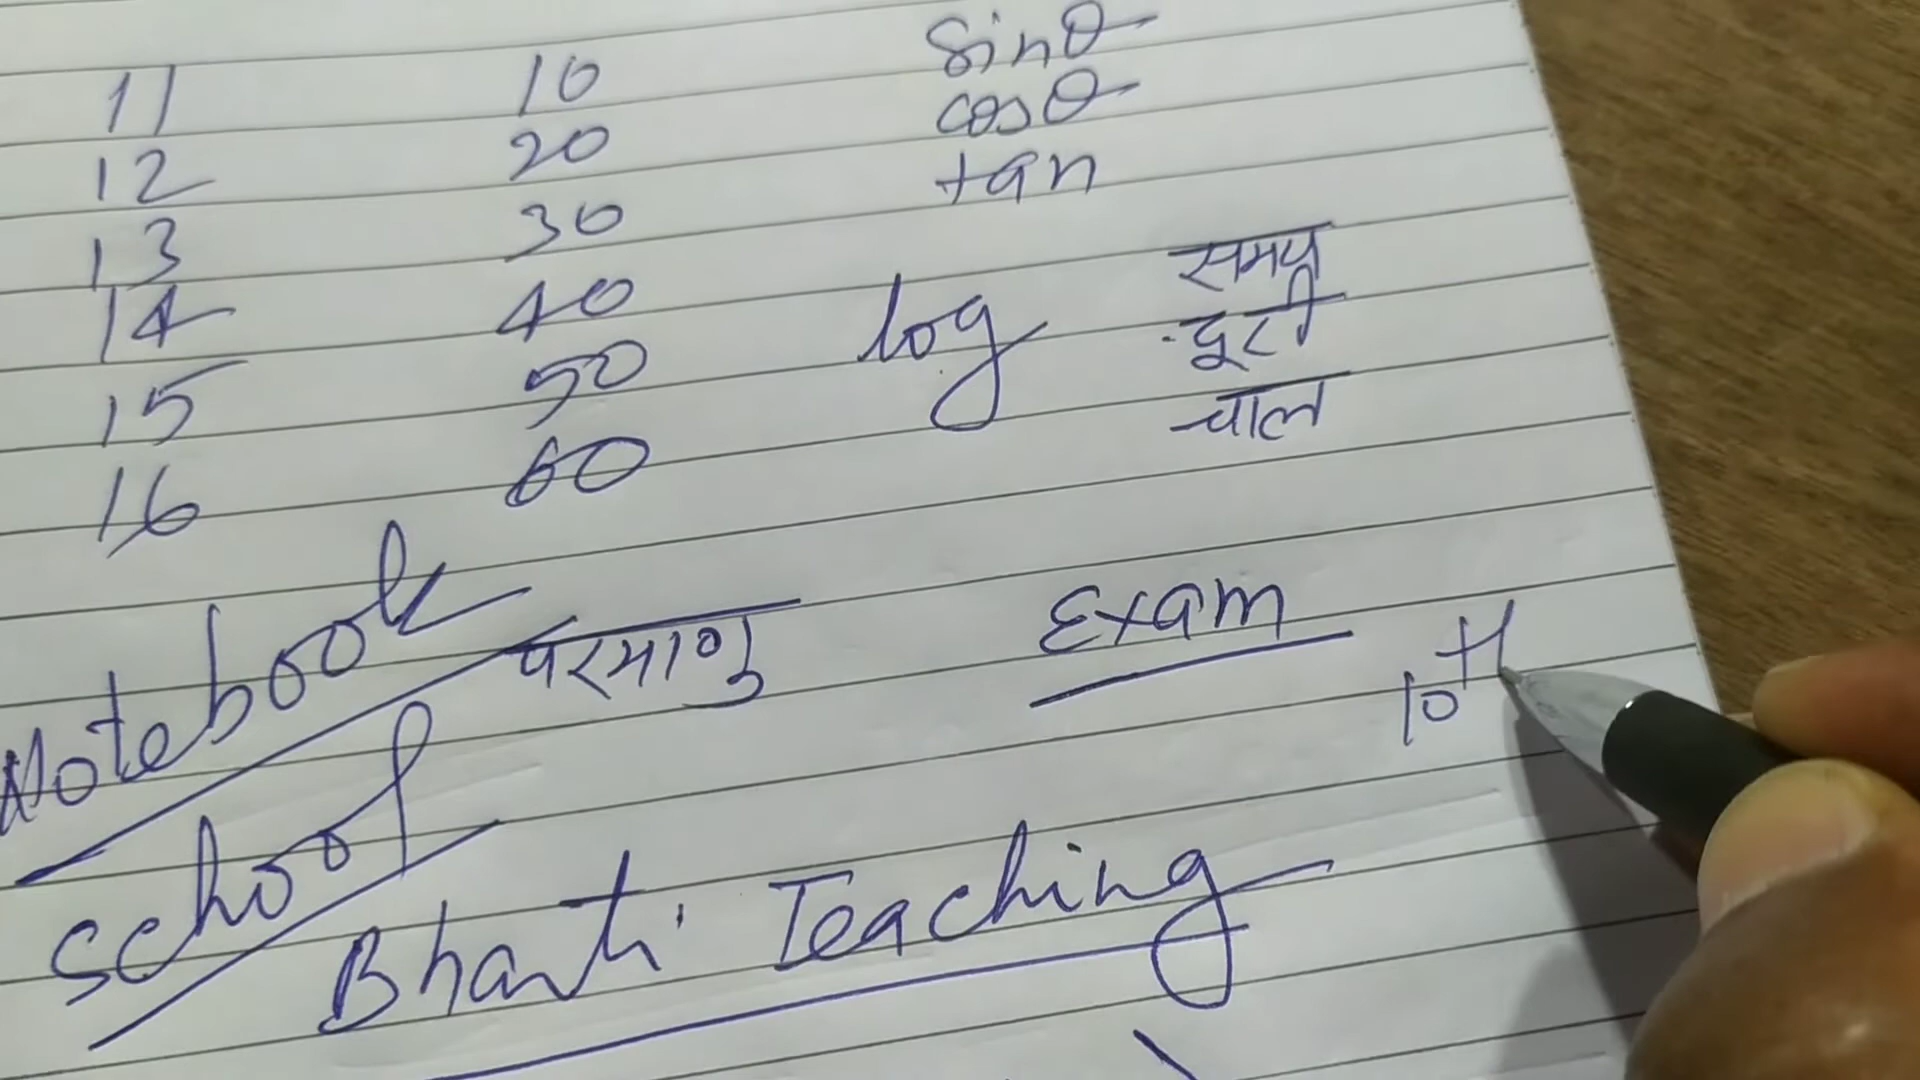 11 10 sinθ
12 20 cosθ
13 30 tan
14 40 log समय
15 50 दूरी
16 60 चाल
Notebook
परमाणु
Exam
10th
School
Bharti Teaching